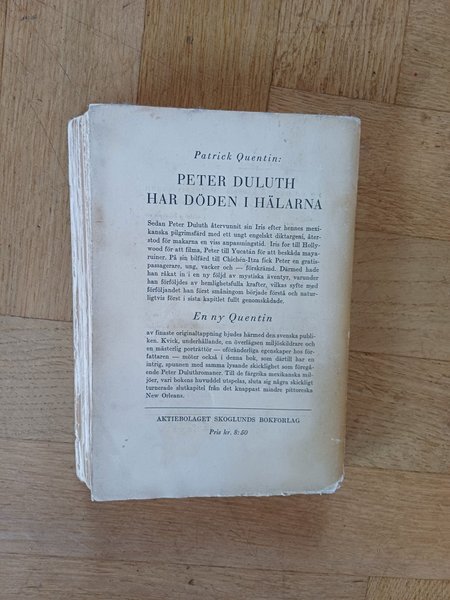 Patrick Quentin:
PETER DULUTH
HAR DÖDEN I HÄLARNA
Sedan Peter Duluth återvunnit sin Iris efter hennes mexi-
kanska pilgrimsfärd med ett ungt engelskt diktargeni, åter-
stod för makarna en viss anpassningstid. Iris for till Holly-
wood för att filma, Peter till Yucatán för att beskåda maya-
ruiner. På sin bilfärd till Chichén-Itza fick Peter en gratis-
passagerare, ung, vacker och — förskrämd. Därmed hade
han råkat in i en ny följd av mystiska äventyr, varunder
han förföljdes av hemlighetsfulla krafter, vilkas syfte med
förföljandet han först småningom började förstå och natur-
ligtvis först i sista kapitlet fullt genomskådade.
En ny Quentin
av finaste originaltappning bjudes härmed den svenska publi-
ken. Kvick, underhållande, en överlägsen miljöskildrare och
en mästerlig porträttör — oföränderliga egenskaper hos för-
fattaren — möter också i denna bok, som därtill har en
intrig, spunnen med samma lysande skicklighet som föregå-
ende Peter Duluthromaner. Till de färgrika mexikanska mil-
jöer, vari bokens huvuddel utspelas, sluta sig några skickligt
turnerade slutkapitel från det knappast mindre pittoreska
New Orleans.
AKTIEBOLAGET SKOGLUNDS BOKFÖRLAG
Pris kr. 8:50